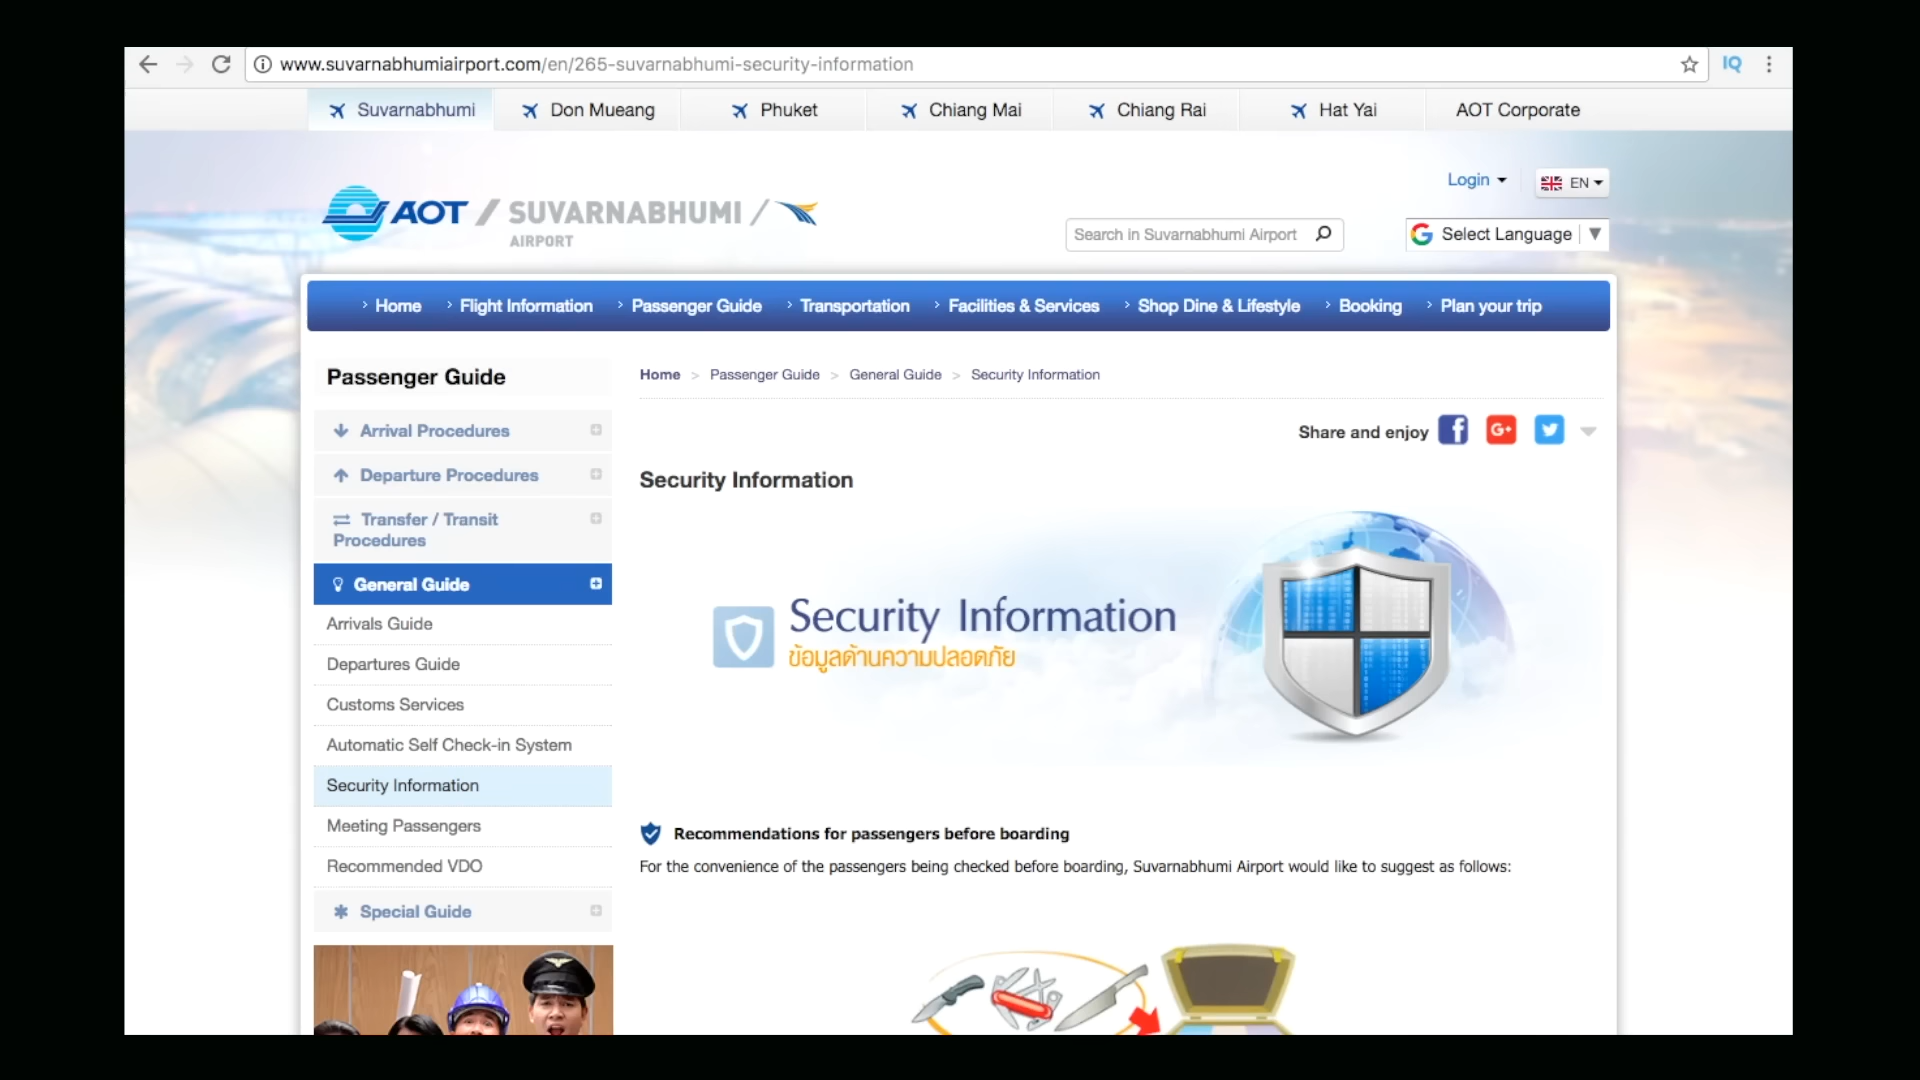 www.suvarnabhumiairport.com/en/265-suvarnabhumi-security-information
IQ
Suvarnabhumi
Don Mueang
Phuket
Chiang Mai
Chiang Rai
Hat Yai
AOT Corporate
Login
EN
AOT / SUVARNABHUMI /
AIRPORT
Search in Suvarnabhumi Airport
G Select Language ▼
Home
Flight Information
Passenger Guide
Transportation
Facilities & Services
Shop Dine & Lifestyle
Booking
Plan your trip
Passenger Guide
Arrival Procedures
Departure Procedures
Transfer / Transit
Procedures
General Guide
Arrivals Guide
Departures Guide
Customs Services
Automatic Self Check-in System
Security Information
Meeting Passengers
Recommended VDO
Special Guide
Home > Passenger Guide > General Guide > Security Information
Share and enjoy f G+
Security Information
Security Information
ข้อมูลด้านความปลอดภัย
Recommendations for passengers before boarding
For the convenience of the passengers being checked before boarding, Suvarnabhumi Airport would like to suggest as follows: